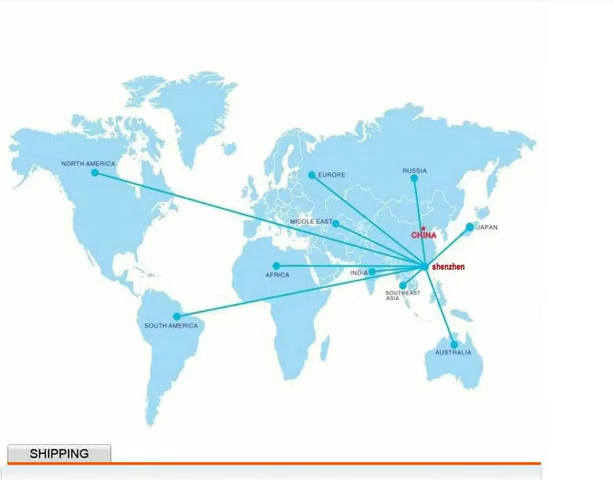 NORTH AMERICA
EUROPE
RUSSIA
MIDDLE EAST
CHINA
JAPAN
AFRICA
INDIA
shenzhen
SOUTHEAST
ASIA
SOUTH AMERICA
AUSTRALIA
SHIPPING